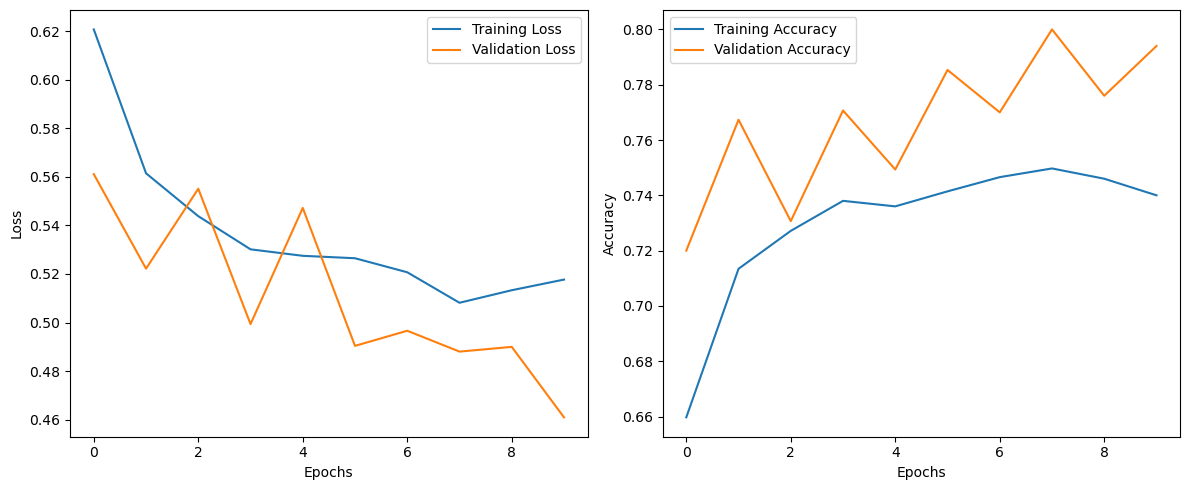 0.62
0.60
0.58
0.56
0.54
0.52
0.50
0.48
0.46
Loss
0 2 4 6 8
Epochs
Training Loss
Validation Loss
0.80
0.78
0.76
0.74
0.72
0.70
0.68
0.66
Accuracy
0 2 4 6 8
Epochs
Training Accuracy
Validation Accuracy